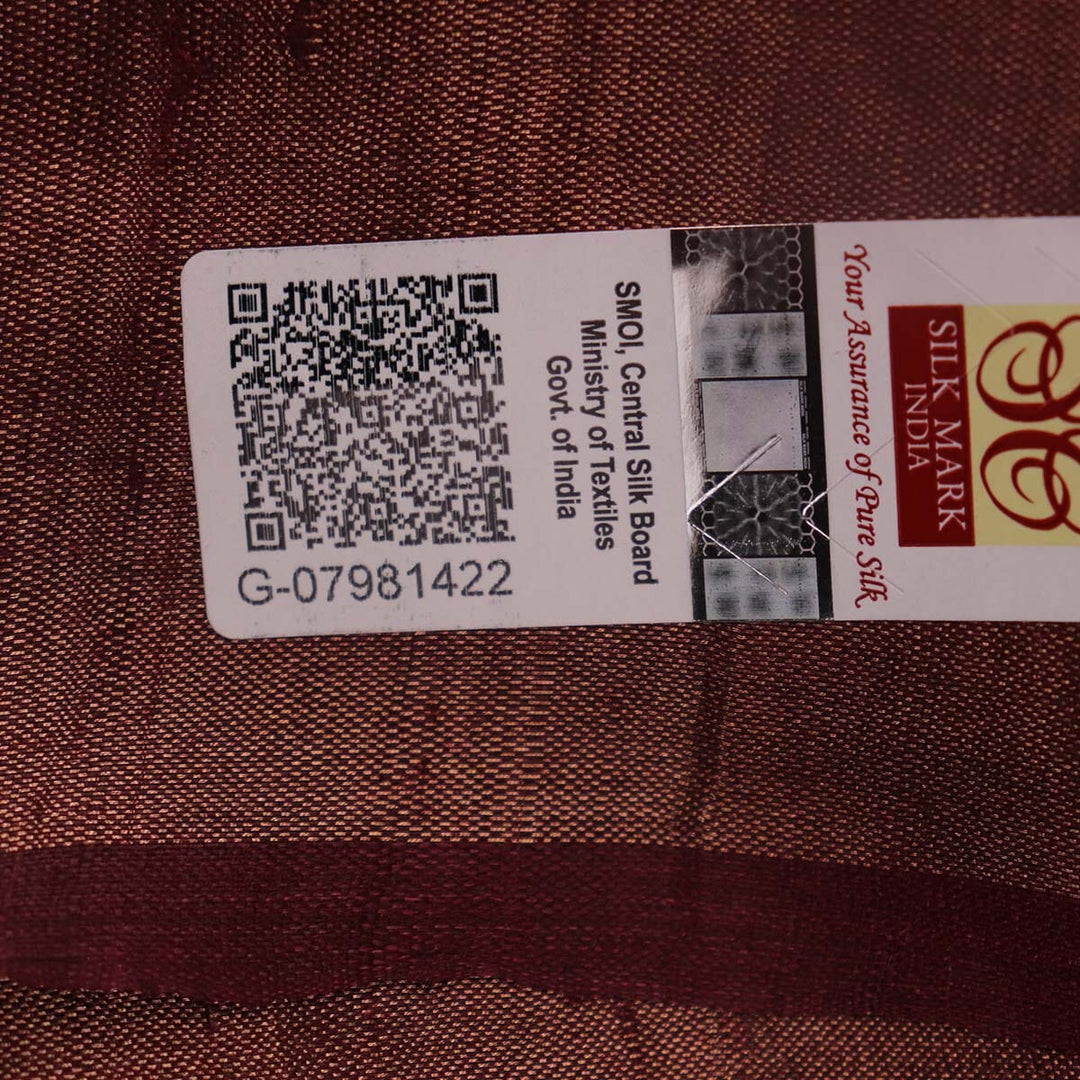 G-07981422
SMOI, Central Silk Board
Ministry of Textiles
Govt. of India
Your Assurance of Pure Silk
SILK MARK
INDIA